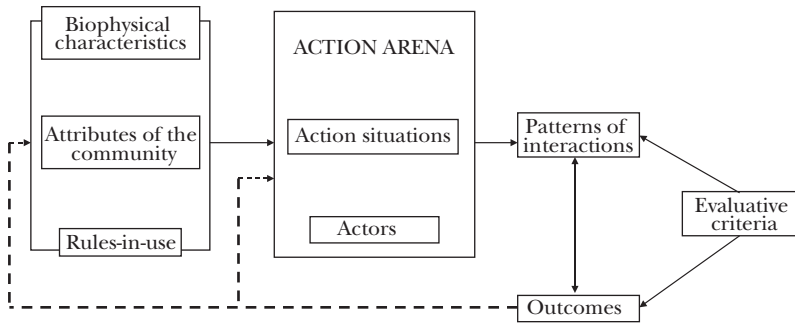 Biophysical
characteristics
Attributes of the
community
Rules-in-use
ACTION ARENA
Action situations
Actors
Patterns of
interactions
Outcomes
Evaluative
criteria